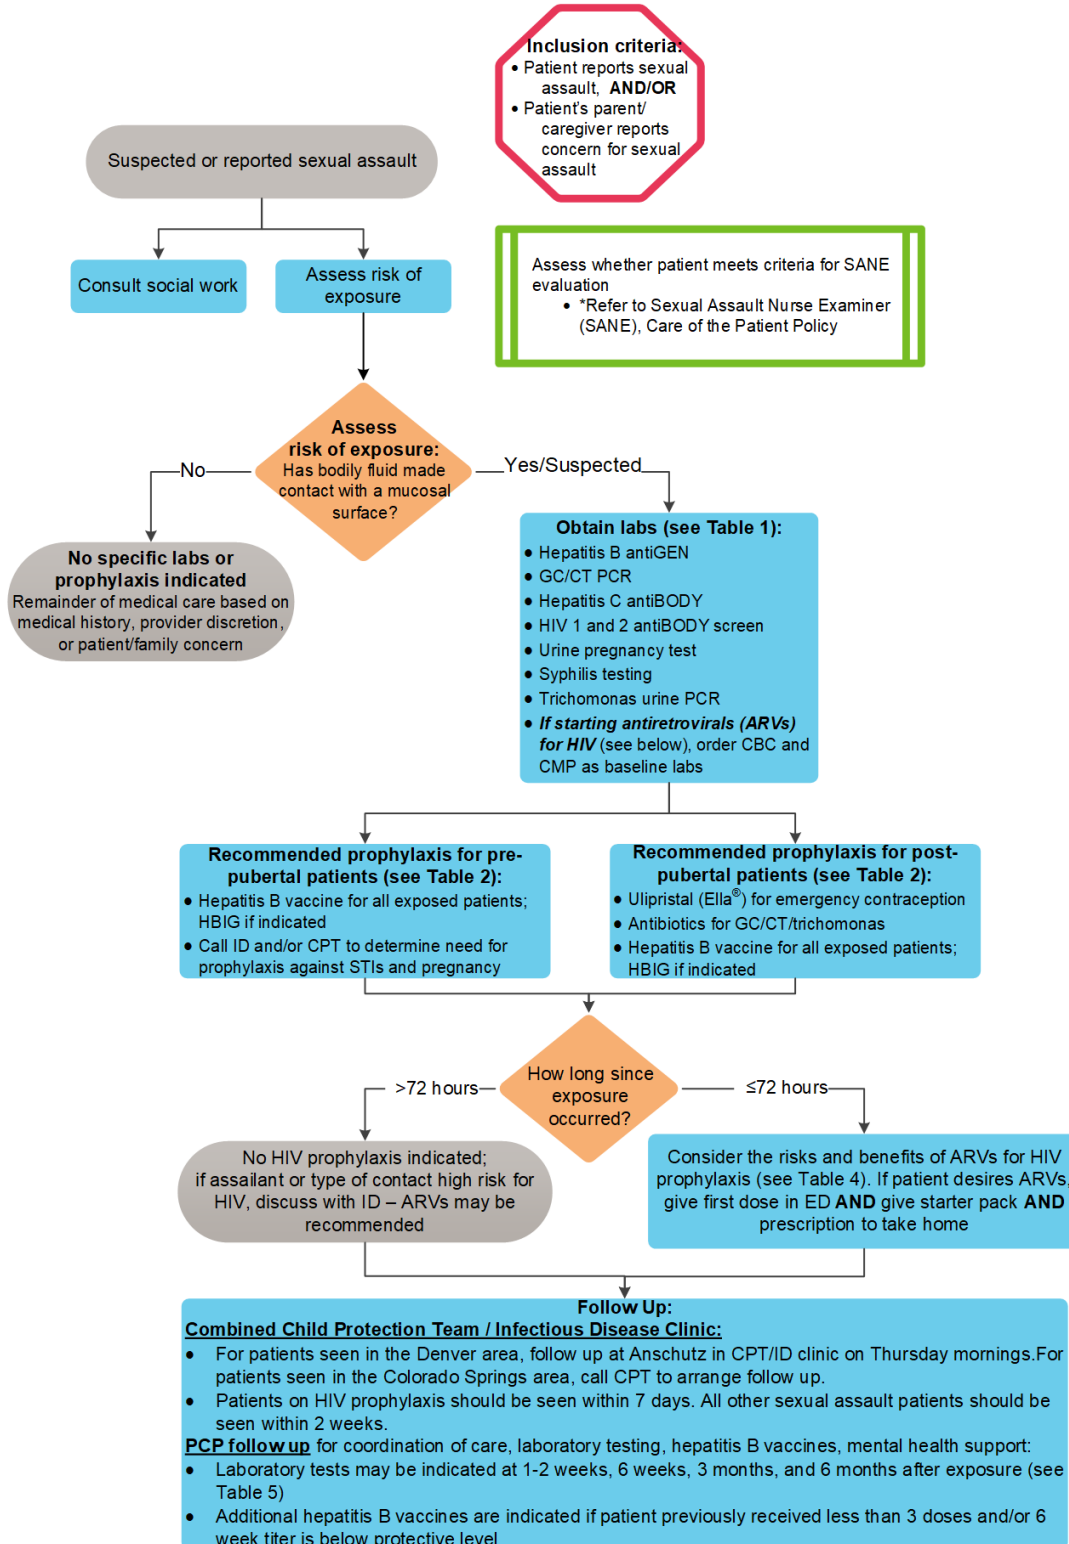 Inclusion criteria:
• Patient reports sexual
assault, AND/OR
• Patient's parent/
caregiver reports
concern for sexual
assault
Suspected or reported sexual assault
Consult social work
Assess risk of
exposure
Assess whether patient meets criteria for SANE
evaluation
• *Refer to Sexual Assault Nurse Examiner
(SANE), Care of the Patient Policy
Assess
risk of exposure:
Has bodily fluid made
contact with a mucosal
surface?
No
Yes/Suspected
No specific labs or
prophylaxis indicated
Remainder of medical care based on
medical history, provider discretion,
or patient/family concern
Obtain labs (see Table 1):
• Hepatitis B antiGEN
• GC/CT PCR
• Hepatitis C antiBODY
• HIV 1 and 2 antiBODY screen
• Urine pregnancy test
• Syphilis testing
• Trichomonas urine PCR
• If starting antiretrovirals (ARVs)
for HIV (see below), order CBC and
CMP as baseline labs
Recommended prophylaxis for pre-
pubertal patients (see Table 2):
• Hepatitis B vaccine for all exposed patients;
HBIG if indicated
• Call ID and/or CPT to determine need for
prophylaxis against STIs and pregnancy
Recommended prophylaxis for post-
pubertal patients (see Table 2):
• Ulipristal (Ella®) for emergency contraception
• Antibiotics for GC/CT/trichomonas
• Hepatitis B vaccine for all exposed patients;
HBIG if indicated
How long since
exposure
occurred?
>72 hours
≤72 hours
No HIV prophylaxis indicated;
if assailant or type of contact high risk for
HIV, discuss with ID – ARVs may be
recommended
Consider the risks and benefits of ARVs for HIV
prophylaxis (see Table 4). If patient desires ARVs,
give first dose in ED AND give starter pack AND
prescription to take home
Follow Up:
Combined Child Protection Team / Infectious Disease Clinic:
• For patients seen in the Denver area, follow up at Anschutz in CPT/ID clinic on Thursday mornings.For
patients seen in the Colorado Springs area, call CPT to arrange follow up.
• Patients on HIV prophylaxis should be seen within 7 days. All other sexual assault patients should be
seen within 2 weeks.
PCP follow up for coordination of care, laboratory testing, hepatitis B vaccines, mental health support:
• Laboratory tests may be indicated at 1-2 weeks, 6 weeks, 3 months, and 6 months after exposure (see
Table 5)
• Additional hepatitis B vaccines are indicated if patient previously received less than 3 doses and/or 6
week titer is below protective level